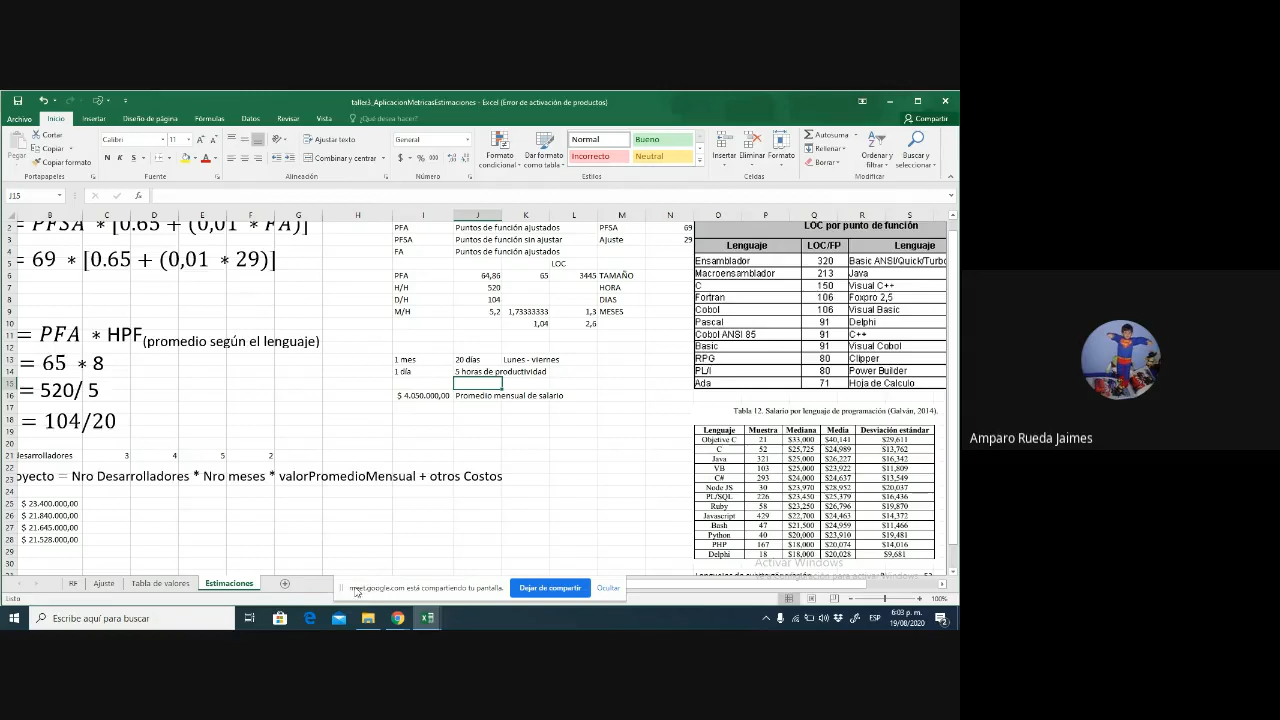 taller3_AplicacionMetricasEstimaciones - Excel (Error de activación de productos)
Archivo Inicio Insertar Diseño de página Fórmulas Datos Revisar Vista ¿Qué desea hacer? Compartir
Pegar Cortar Copiar Copiar formato
Calibri 11 Ajustar texto Combinar y centrar
General
Formato condicional Dar formato como tabla
Normal Bueno
Incorrecto Neutral
Insertar Eliminar Formato
Autosuma Rellenar Borrar
Ordenar y filtrar Buscar y seleccionar
Portapapeles Fuente Alineación Número Estilos Celdas Modificar
J15
B C D E F G H I J K L M N O P Q R S
= PFSA * [0.65 + (0,01 * FA)]
= 69 * [0.65 + (0,01 * 29)]
= PFA * HPF(promedio según el lenguaje)
= 65 * 8
= 520/ 5
= 104/20
esarrolladores 3 4 5 2
oyecto = Nro Desarrolladores * Nro meses * valorPromedioMensual + otros Costos
$ 23.400.000,00
$ 21.840.000,00
$ 21.645.000,00
$ 21.528.000,00
PFA Puntos de función ajustados PFSA 69
PFSA Puntos de función sin ajustar Ajuste 29
FA Puntos de función ajustados
LOC
PFA 64,86 65 3445 TAMAÑO
H/H 520 HORA
D/H 104 DIAS
M/H 5,2 1,73333333 1,3 MESES
1,04 2,6
1 mes 20 días Lunes - viernes
1 día 5 horas de productividad
$ 4.050.000,00 Promedio mensual de salario
LOC por punto de función
Lenguaje LOC/FP Lenguaje
Ensamblador 320 Basic ANSI/Quick/Turbo
Macroensamblador 213 Java
C 150 Visual C++
Fortran 106 Foxpro 2,5
Cobol 106 Visual Basic
Pascal 91 Delphi
Cobol ANSI 85 91 C++
Basic 91 Visual Cobol
RPG 80 Clipper
PL/I 80 Power Builder
Ada 71 Hoja de Calculo
Tabla 12. Salario por lenguaje de programación (Galván, 2014).
Lenguaje Muestra Mediana Media Desviación estándar
Objetive C 21 $33,000 $40,141 $29,611
C 52 $25,725 $24,989 $13,762
Java 321 $25,000 $26,227 $16,342
VB 103 $25,000 $23,922 $11,809
C# 293 $24,000 $24,637 $13,549
Node JS 30 $23,970 $28,952 $20,037
PL/SQL 226 $23,450 $25,379 $16,436
Ruby 58 $23,250 $26,796 $19,870
Javascript 429 $22,700 $24,463 $14,372
Bash 47 $21,500 $24,959 $11,466
Python 40 $20,000 $23,910 $19,481
PHP 167 $18,000 $20,074 $14,016
Delphi 18 $18,000 $20,028 $9,681
Activar Windows
RF Ajuste Tabla de valores Estimaciones
meet.google.com está compartiendo tu pantalla. Dejar de compartir Ocultar
Listo 100%
Escribe aquí para buscar
ESP 6:03 p. m. 19/08/2020
Amparo Rueda Jaimes